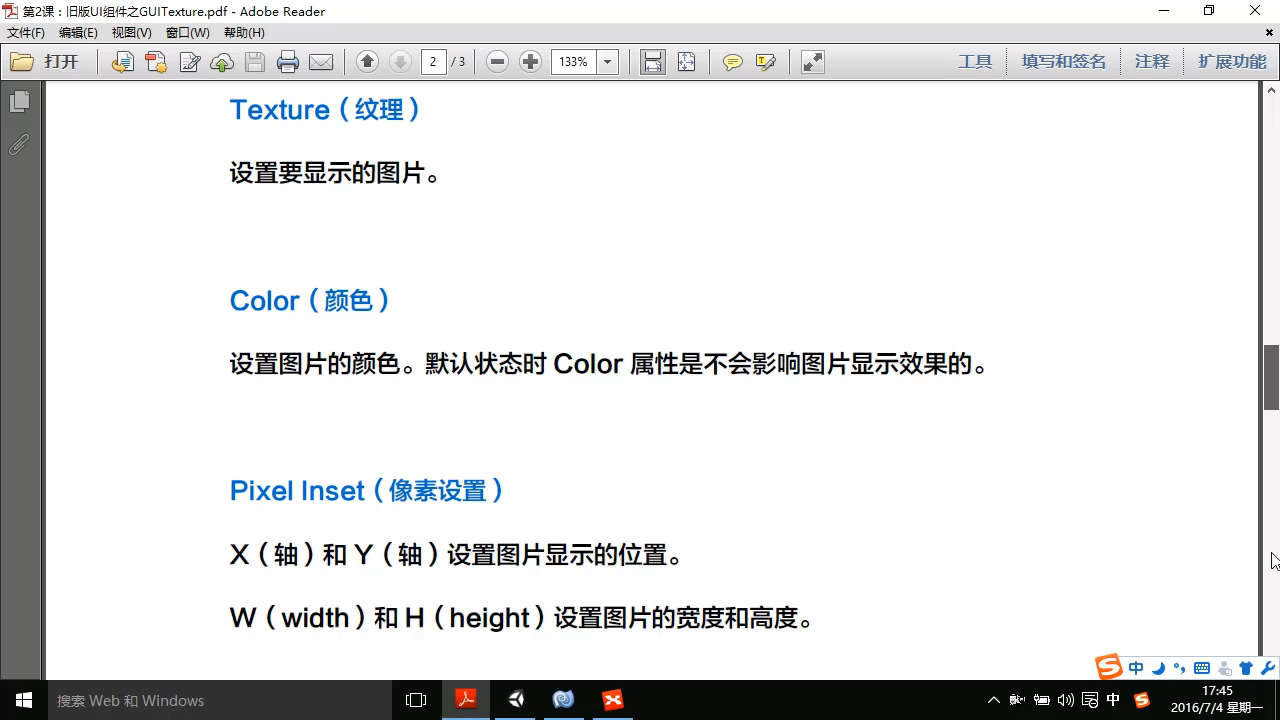 第2课：旧版UI组件之GUITexture.pdf - Adobe Reader
文件(F) 编辑(E) 视图(V) 窗口(W) 帮助(H)
打开 2 / 3 133% 工具 填写和签名 注释 扩展功能
Texture（纹理）
设置要显示的图片。
Color（颜色）
设置图片的颜色。默认状态时 Color 属性是不会影响图片显示效果的。
Pixel Inset（像素设置）
X（轴）和 Y（轴）设置图片显示的位置。
W（width）和 H（height）设置图片的宽度和高度。
中
搜索 Web 和 Windows
中
17:45
2016/7/4 星期一